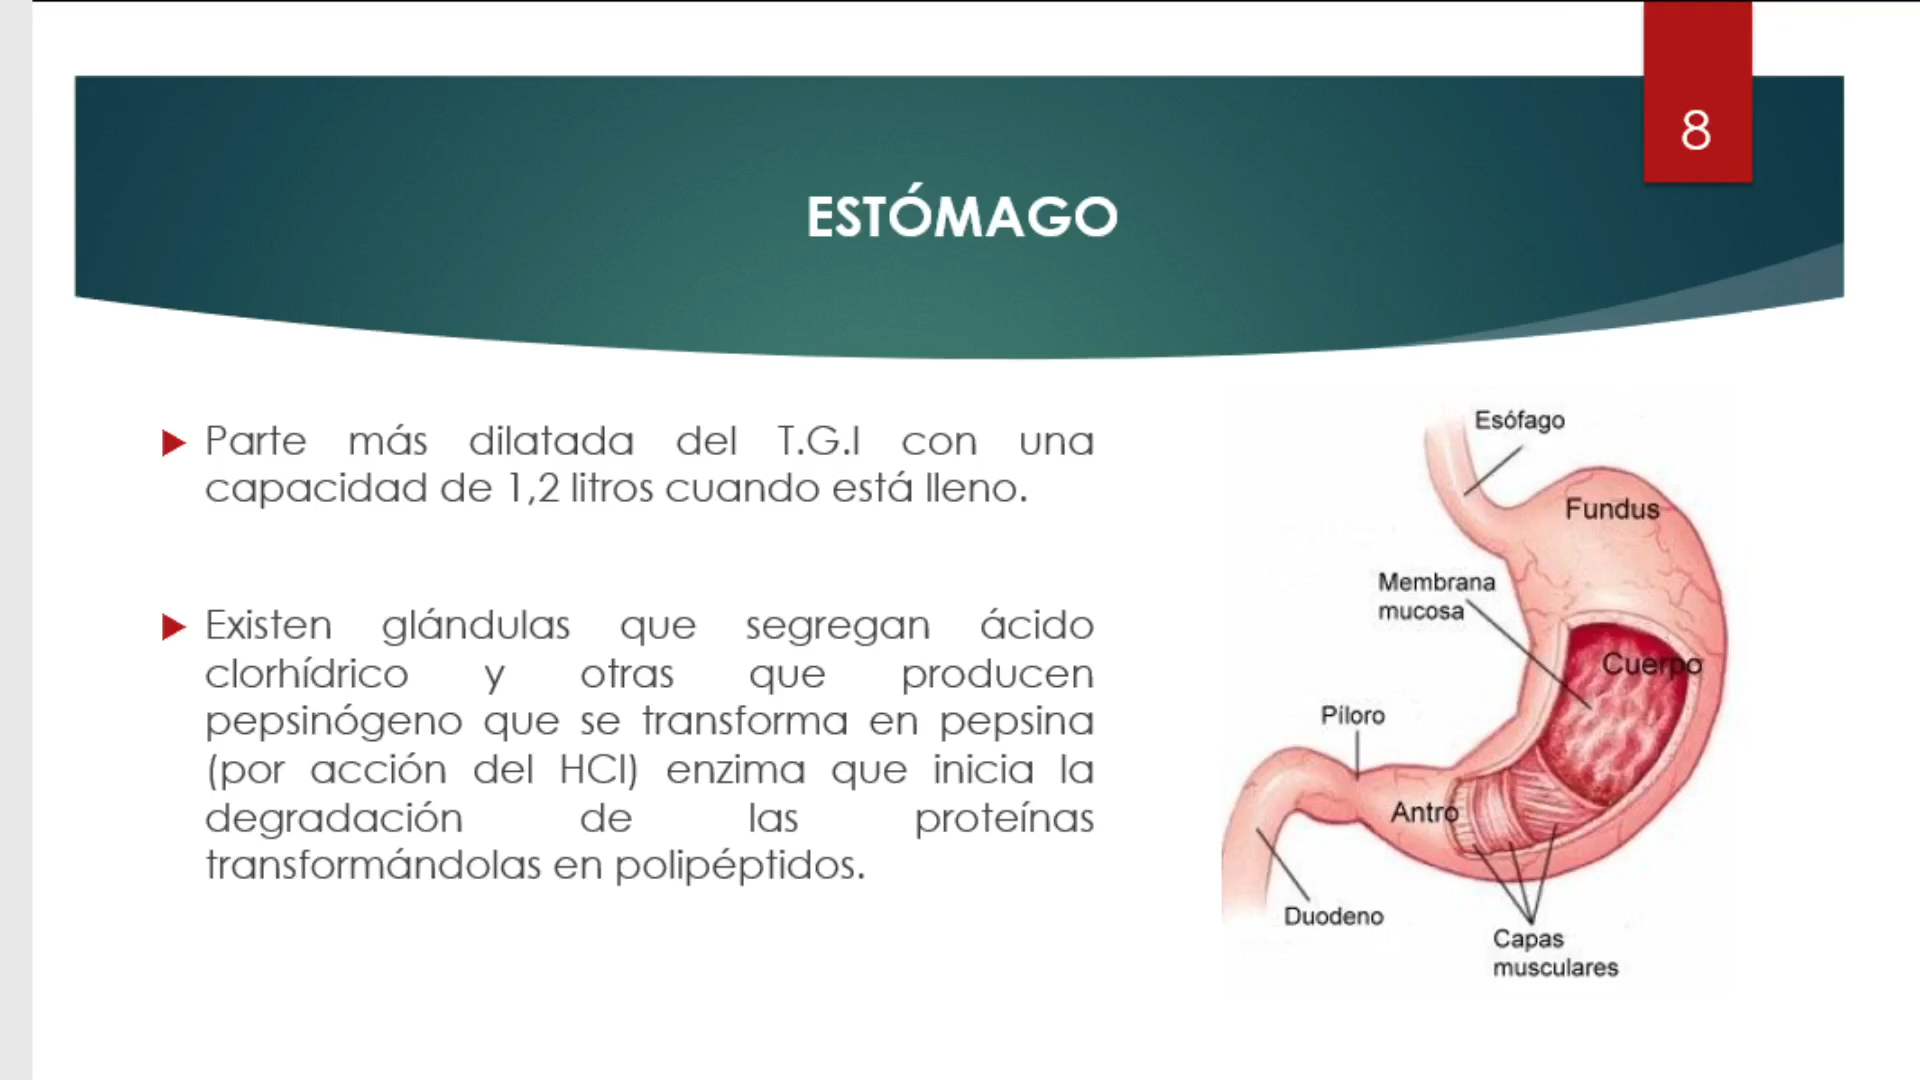 8
ESTÓMAGO
Parte más dilatada del T.G.I con una
capacidad de 1,2 litros cuando está lleno.
Existen glándulas que segregan ácido
clorhídrico y otras que producen
pepsinógeno que se transforma en pepsina
(por acción del HCl) enzima que inicia la
degradación de las proteínas
transformándolas en polipéptidos.
Esófago
Fundus
Membrana
mucosa
Cuerpo
Píloro
Antro
Duodeno
Capas
musculares